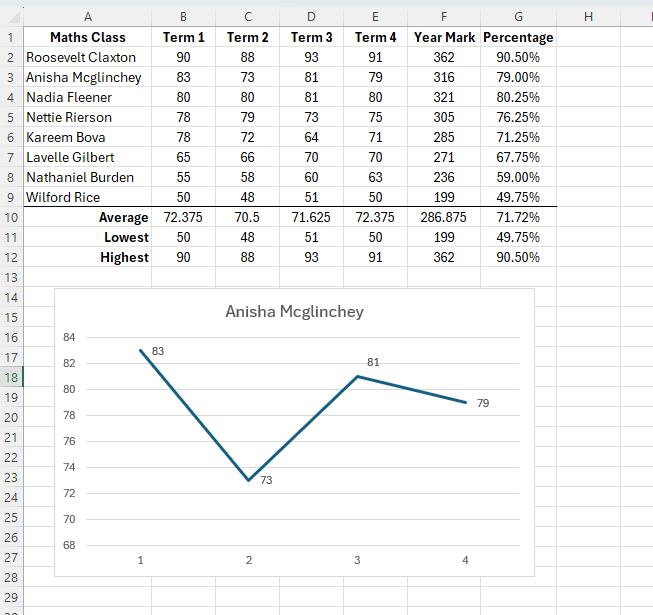 A B C D E F G H
1 Maths Class Term 1 Term 2 Term 3 Term 4 Year Mark Percentage
2 Roosevelt Claxton 90 88 93 91 362 90.50%
3 Anisha Mcglinchey 83 73 81 79 316 79.00%
4 Nadia Fleener 80 80 81 80 321 80.25%
5 Nettie Rierson 78 79 73 75 305 76.25%
6 Kareem Bova 78 72 64 71 285 71.25%
7 Lavelle Gilbert 65 66 70 70 271 67.75%
8 Nathaniel Burden 55 58 60 63 236 59.00%
9 Wilford Rice 50 48 51 50 199 49.75%
10 Average 72.375 70.5 71.625 72.375 286.875 71.72%
11 Lowest 50 48 51 50 199 49.75%
12 Highest 90 88 93 91 362 90.50%
13
14
15 Anisha Mcglinchey
16 84
17 83
18 82 81
19 80
20 78 79
21 76
22
23 74 73
24 72
25 70
26 68
27 1 2 3 4
28
29